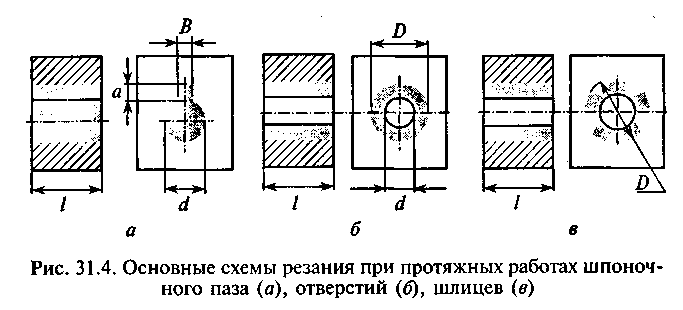 B
D
a
l
d
l
d
l
D
а
б
в
Рис. 31.4. Основные схемы резания при протяжных работах шпоноч-
ного паза (а), отверстий (б), шлицев (в)